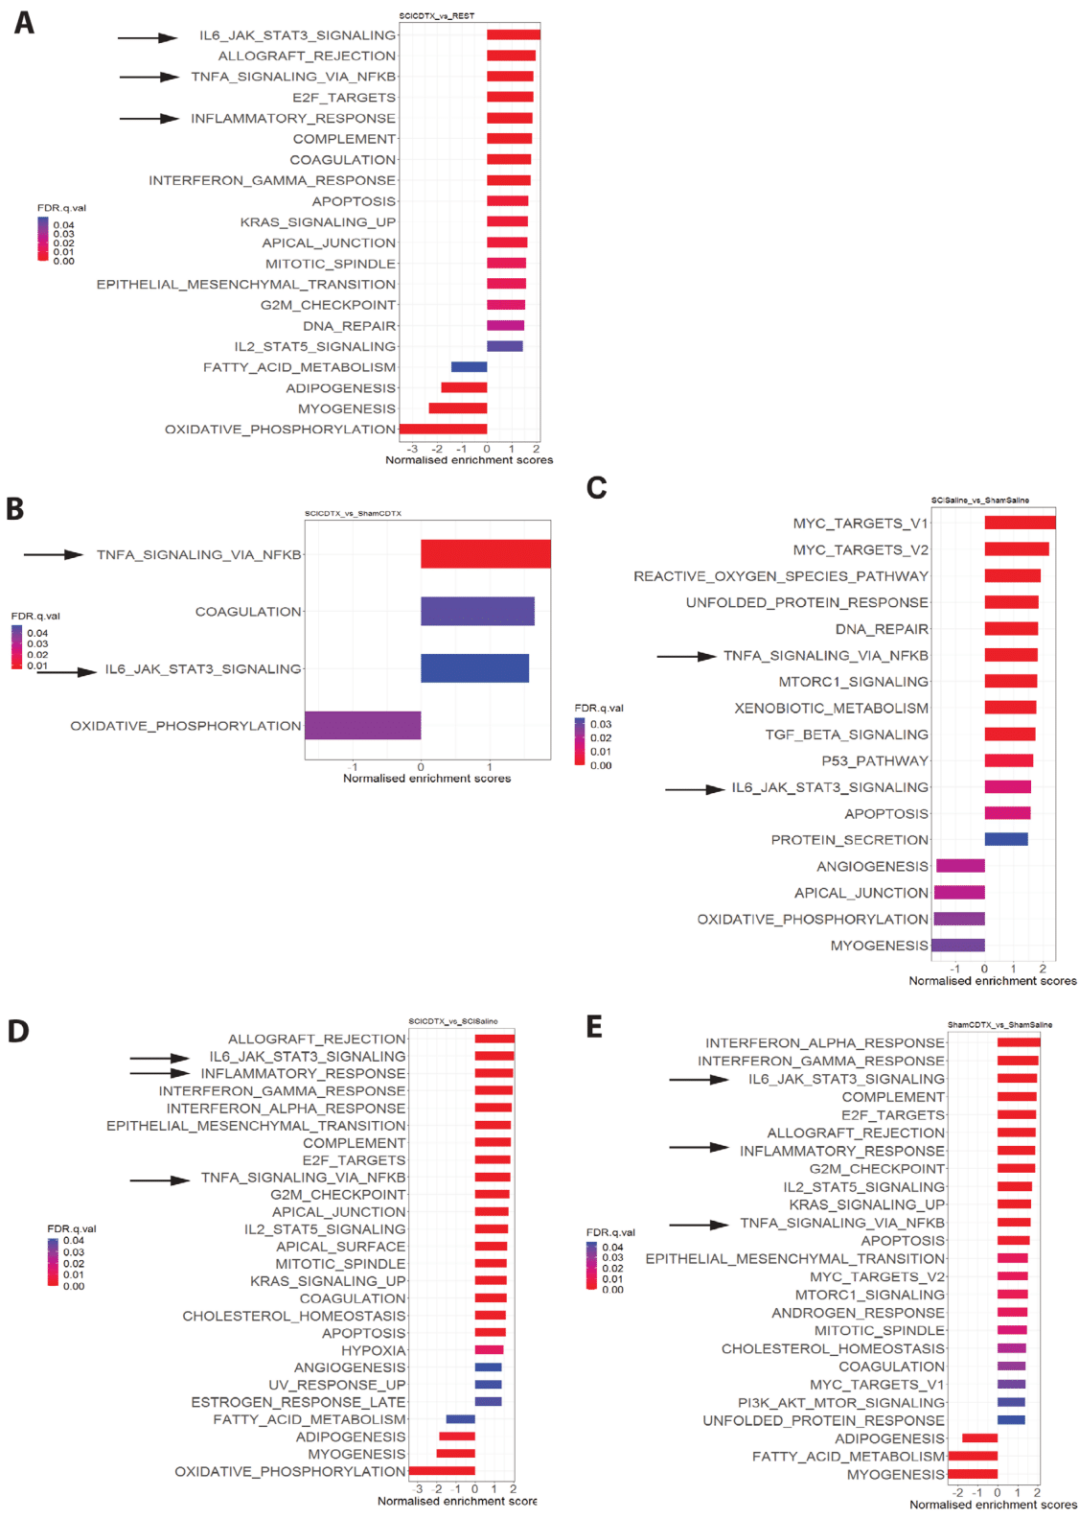 A
SCICDTX_vs_REST
IL6_JAK_STAT3_SIGNALING
ALLOGRAFT_REJECTION
TNFA_SIGNALING_VIA_NFKB
E2F_TARGETS
INFLAMMATORY_RESPONSE
COMPLEMENT
COAGULATION
INTERFERON_GAMMA_RESPONSE
APOPTOSIS
KRAS_SIGNALING_UP
APICAL_JUNCTION
MITOTIC_SPINDLE
EPITHELIAL_MESENCHYMAL_TRANSITION
G2M_CHECKPOINT
DNA_REPAIR
IL2_STAT5_SIGNALING
FATTY_ACID_METABOLISM
ADIPOGENESIS
MYOGENESIS
OXIDATIVE_PHOSPHORYLATION
-3 -2 -1 0 1 2
Normalised enrichment scores
FDR.q.val
0.04
0.03
0.02
0.01
0.00
B
SCICDTX_vs_ShamCDTX
TNFA_SIGNALING_VIA_NFKB
COAGULATION
IL6_JAK_STAT3_SIGNALING
OXIDATIVE_PHOSPHORYLATION
-1 0 1
Normalised enrichment scores
FDR.q.val
0.04
0.03
0.02
0.01
C
SCISaline_vs_ShamSaline
MYC_TARGETS_V1
MYC_TARGETS_V2
REACTIVE_OXYGEN_SPECIES_PATHWAY
UNFOLDED_PROTEIN_RESPONSE
DNA_REPAIR
TNFA_SIGNALING_VIA_NFKB
MTORC1_SIGNALING
XENOBIOTIC_METABOLISM
TGF_BETA_SIGNALING
P53_PATHWAY
IL6_JAK_STAT3_SIGNALING
APOPTOSIS
PROTEIN_SECRETION
ANGIOGENESIS
APICAL_JUNCTION
OXIDATIVE_PHOSPHORYLATION
MYOGENESIS
-1 0 1 2
Normalised enrichment scores
FDR.q.val
0.03
0.02
0.01
0.00
D
SCICDTX_vs_SCISaline
ALLOGRAFT_REJECTION
IL6_JAK_STAT3_SIGNALING
INFLAMMATORY_RESPONSE
INTERFERON_GAMMA_RESPONSE
INTERFERON_ALPHA_RESPONSE
EPITHELIAL_MESENCHYMAL_TRANSITION
COMPLEMENT
E2F_TARGETS
TNFA_SIGNALING_VIA_NFKB
G2M_CHECKPOINT
APICAL_JUNCTION
IL2_STAT5_SIGNALING
APICAL_SURFACE
MITOTIC_SPINDLE
KRAS_SIGNALING_UP
COAGULATION
CHOLESTEROL_HOMEOSTASIS
APOPTOSIS
HYPOXIA
ANGIOGENESIS
UV_RESPONSE_UP
ESTROGEN_RESPONSE_LATE
FATTY_ACID_METABOLISM
ADIPOGENESIS
MYOGENESIS
OXIDATIVE_PHOSPHORYLATION
-3 -2 -1 0 1 2
Normalised enrichment score
FDR.q.val
0.04
0.03
0.02
0.01
0.00
E
ShamCDTX_vs_ShamSaline
INTERFERON_ALPHA_RESPONSE
INTERFERON_GAMMA_RESPONSE
IL6_JAK_STAT3_SIGNALING
COMPLEMENT
E2F_TARGETS
ALLOGRAFT_REJECTION
INFLAMMATORY_RESPONSE
G2M_CHECKPOINT
IL2_STAT5_SIGNALING
KRAS_SIGNALING_UP
TNFA_SIGNALING_VIA_NFKB
APOPTOSIS
EPITHELIAL_MESENCHYMAL_TRANSITION
MYC_TARGETS_V2
MTORC1_SIGNALING
ANDROGEN_RESPONSE
MITOTIC_SPINDLE
CHOLESTEROL_HOMEOSTASIS
COAGULATION
MYC_TARGETS_V1
PI3K_AKT_MTOR_SIGNALING
UNFOLDED_PROTEIN_RESPONSE
ADIPOGENESIS
FATTY_ACID_METABOLISM
MYOGENESIS
-2 -1 0 1 2
Normalised enrichment scores
FDR.q.val
0.04
0.03
0.02
0.01
0.00